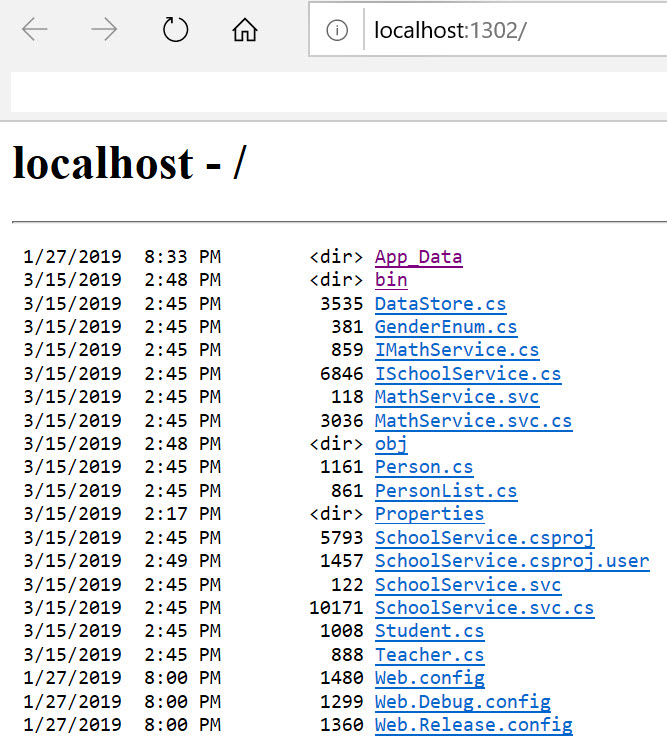 localhost:1302/
localhost - /
1/27/2019 8:33 PM <dir> App_Data
3/15/2019 2:48 PM <dir> bin
3/15/2019 2:45 PM 3535 DataStore.cs
3/15/2019 2:45 PM 381 GenderEnum.cs
3/15/2019 2:45 PM 859 IMathService.cs
3/15/2019 2:45 PM 6846 ISchoolService.cs
3/15/2019 2:45 PM 118 MathService.svc
3/15/2019 2:45 PM 3036 MathService.svc.cs
3/15/2019 2:48 PM <dir> obj
3/15/2019 2:45 PM 1161 Person.cs
3/15/2019 2:45 PM 861 PersonList.cs
3/15/2019 2:17 PM <dir> Properties
3/15/2019 2:45 PM 5793 SchoolService.csproj
3/15/2019 2:49 PM 1457 SchoolService.csproj.user
3/15/2019 2:45 PM 122 SchoolService.svc
3/15/2019 2:45 PM 10171 SchoolService.svc.cs
3/15/2019 2:45 PM 1008 Student.cs
3/15/2019 2:45 PM 888 Teacher.cs
1/27/2019 8:00 PM 1480 Web.config
1/27/2019 8:00 PM 1299 Web.Debug.config
1/27/2019 8:00 PM 1360 Web.Release.config